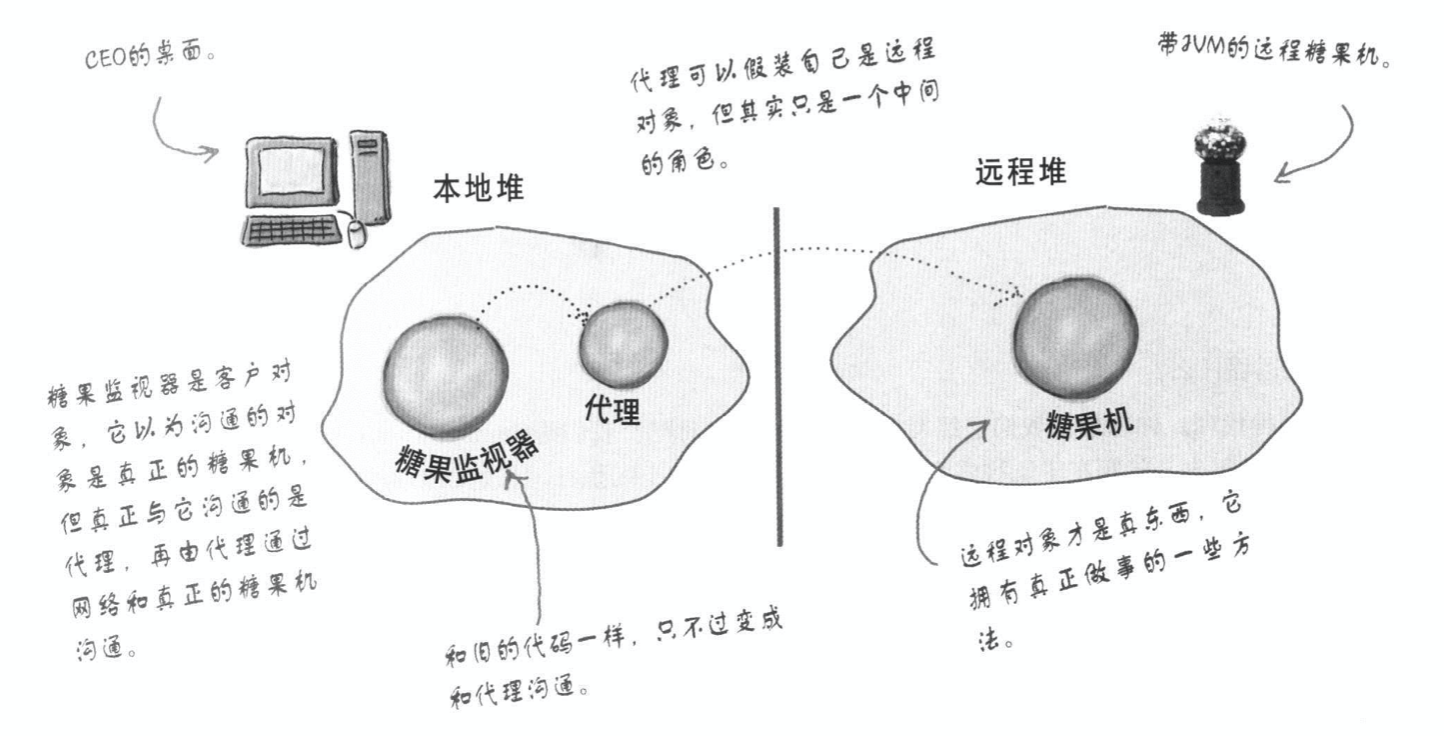 CEO的桌面。
代理可以假装自己是远程
对象，但其实只是一个中间
的角色。
带JVM的远程糖果机。
本地堆
远程堆
糖果监视器
代理
糖果机
糖果监视器是客户对
象，它以为沟通的对
象是真正的糖果机，
但真正与它沟通的是
代理，再由代理通过
网络和真正的糖果机
沟通。
和旧的代码一样，只不过变成
和代理沟通。
远程对象才是真东西，它
拥有真正做事的一些方
法。